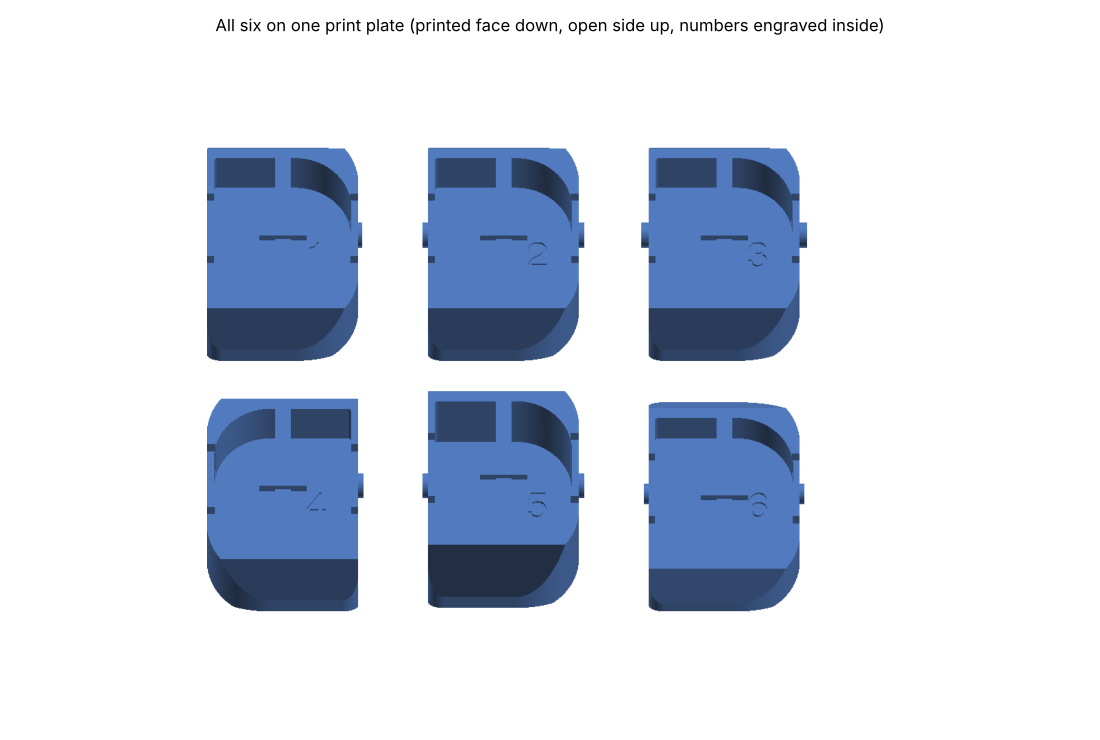 All six on one print plate (printed face down, open side up, numbers engraved inside)
2 3
4 5 6